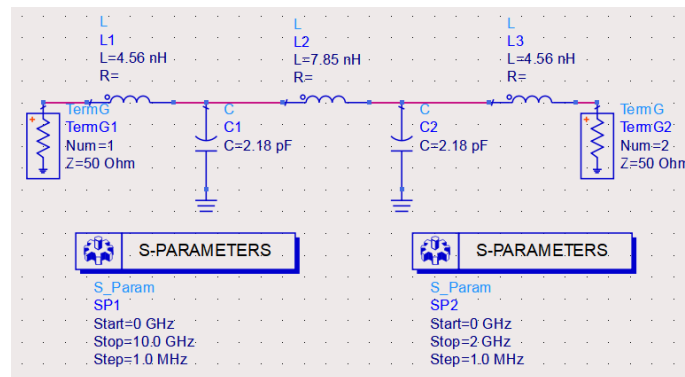 L
L1
L=4.56 nH
R=
L
L2
L=7.85 nH
R=
L
L3
L=4.56 nH
R=
TermG
TermG1
Num=1
Z=50 Ohm
C
C1
C=2.18 pF
C
C2
C=2.18 pF
TermG
TermG2
Num=2
Z=50 Ohm
S-PARAMETERS
S_Param
SP1
Start=0 GHz
Stop=10.0 GHz
Step=1.0 MHz
S-PARAMETERS
S_Param
SP2
Start=0 GHz
Stop=2 GHz
Step=1.0 MHz